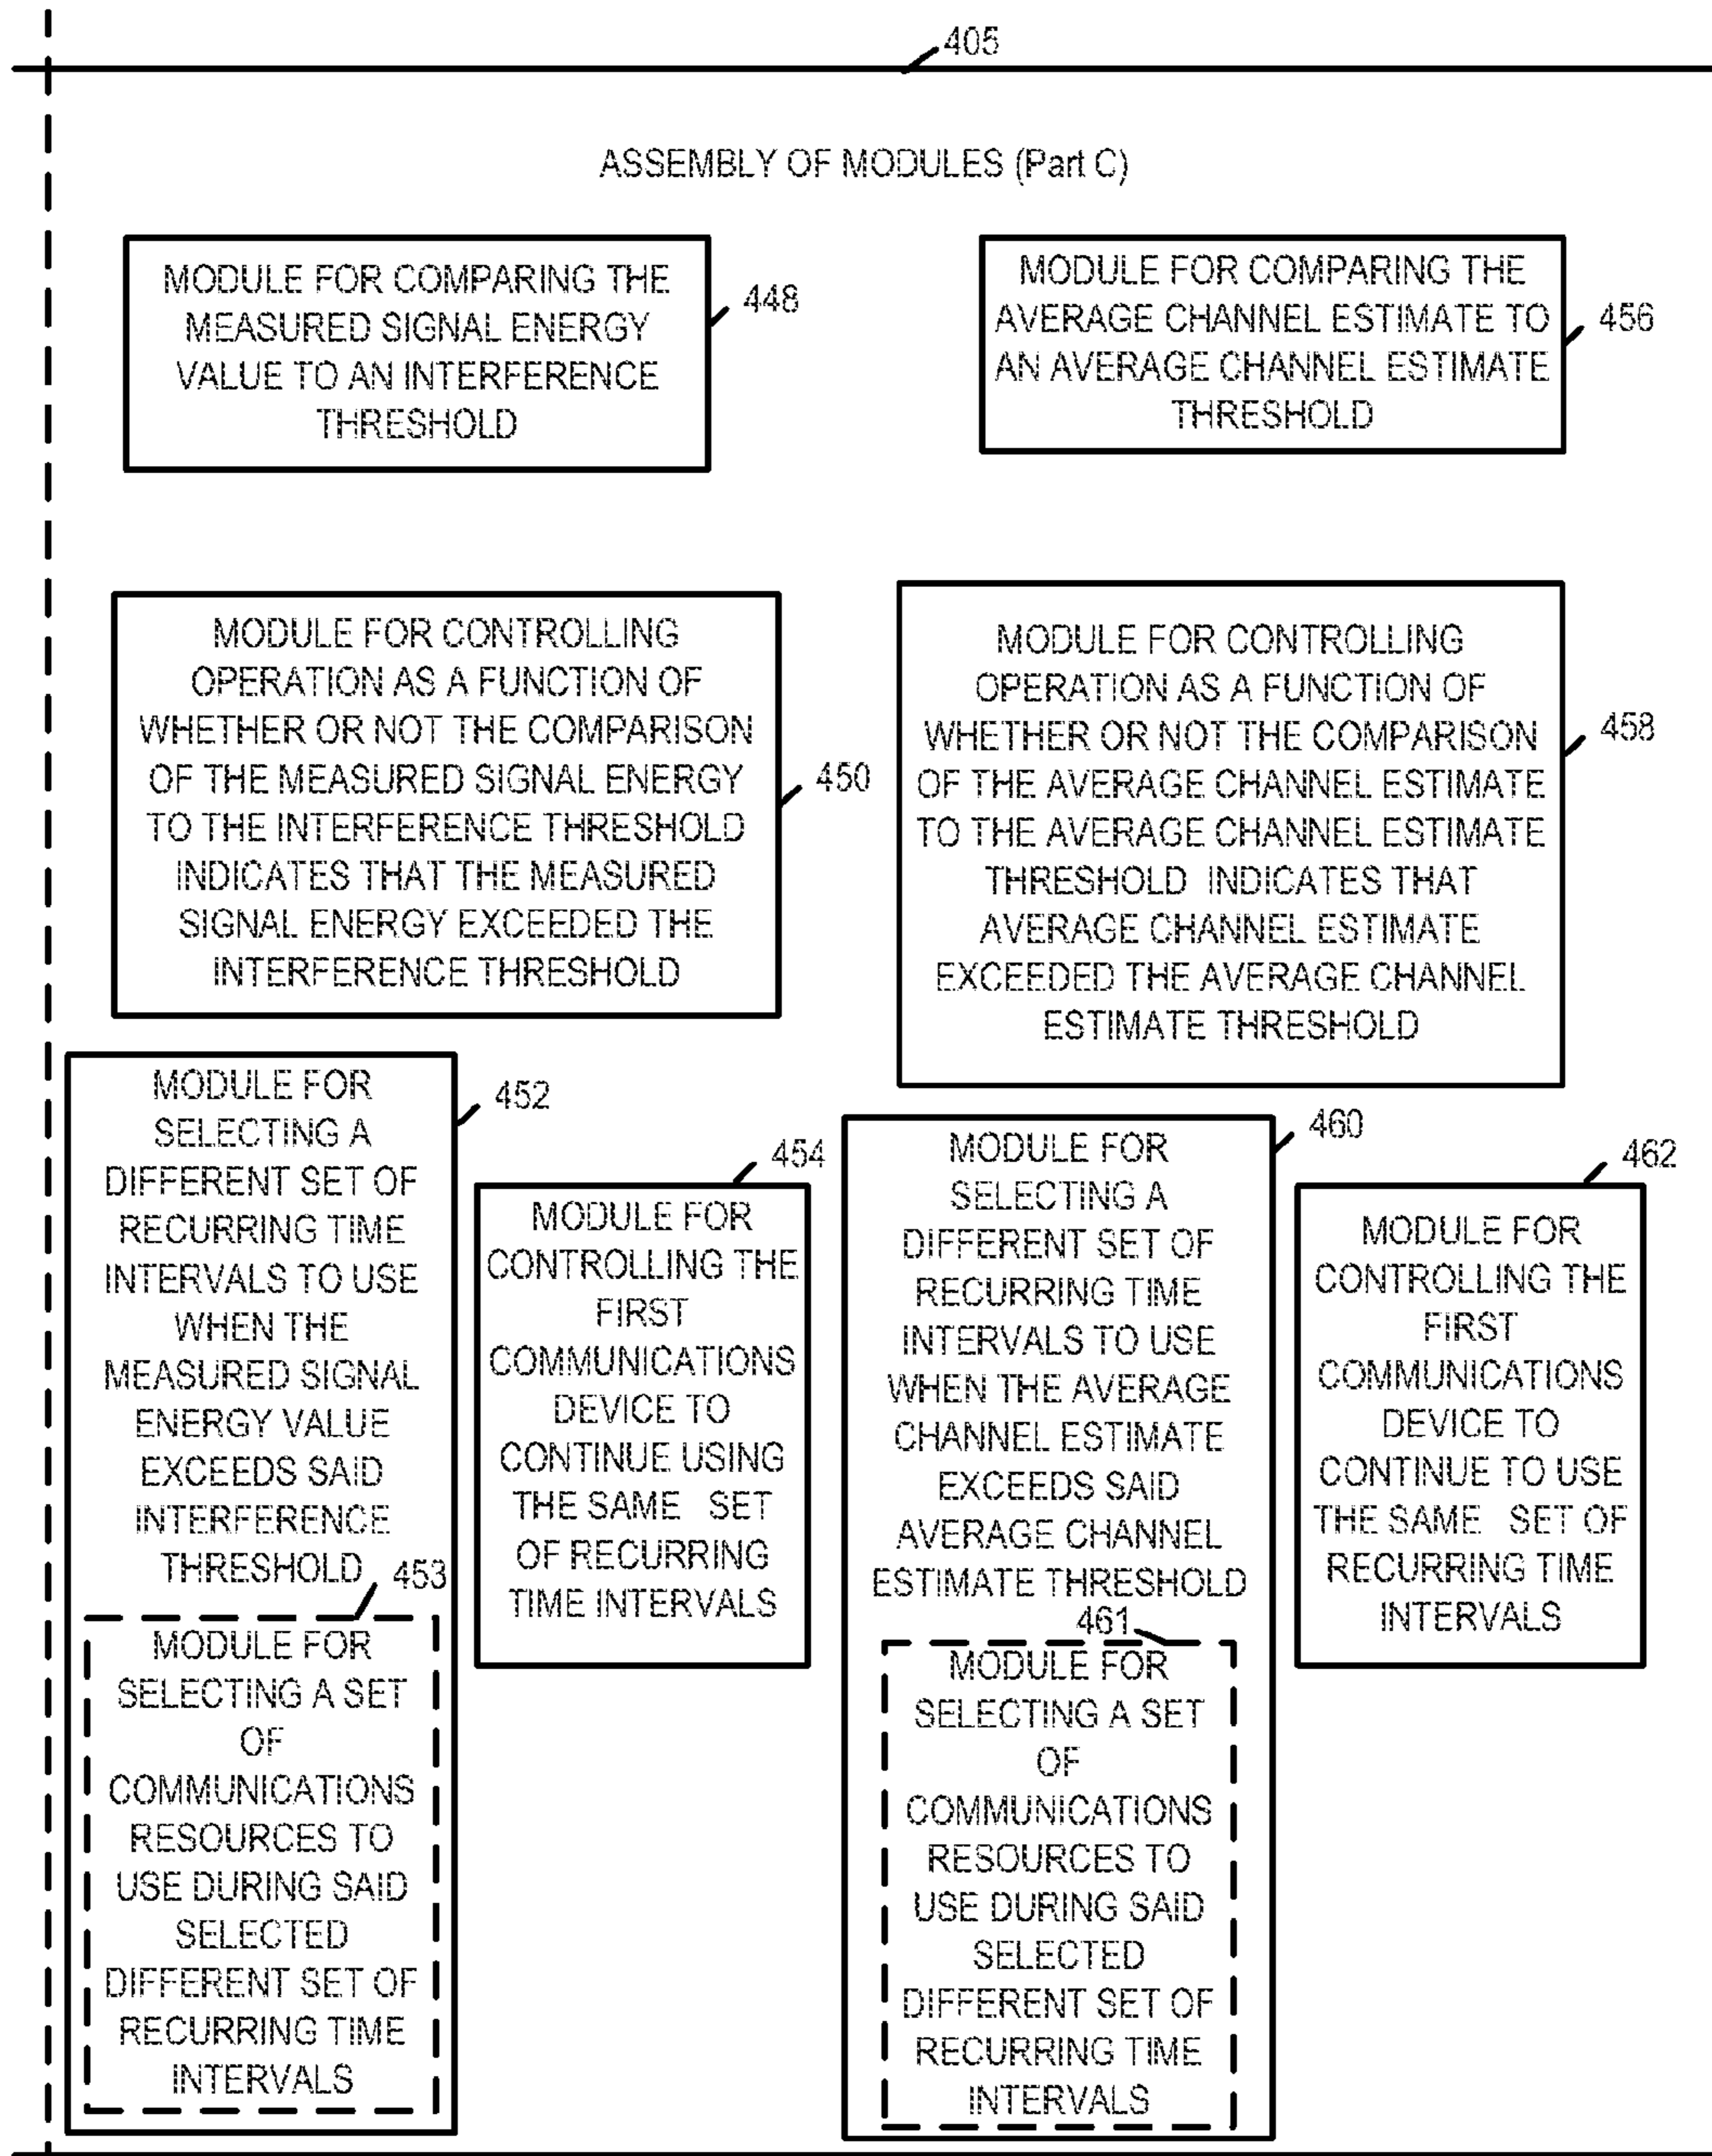 405
ASSEMBLY OF MODULES (Part C)
MODULE FOR COMPARING THE
MEASURED SIGNAL ENERGY
VALUE TO AN INTERFERENCE
THRESHOLD
448
MODULE FOR COMPARING THE
AVERAGE CHANNEL ESTIMATE TO
AN AVERAGE CHANNEL ESTIMATE
THRESHOLD
456
MODULE FOR CONTROLLING
OPERATION AS A FUNCTION OF
WHETHER OR NOT THE COMPARISON
OF THE MEASURED SIGNAL ENERGY
TO THE INTERFERENCE THRESHOLD
INDICATES THAT THE MEASURED
SIGNAL ENERGY EXCEEDED THE
INTERFERENCE THRESHOLD
450
MODULE FOR CONTROLLING
OPERATION AS A FUNCTION OF
WHETHER OR NOT THE COMPARISON
OF THE AVERAGE CHANNEL ESTIMATE
TO THE AVERAGE CHANNEL ESTIMATE
THRESHOLD INDICATES THAT
AVERAGE CHANNEL ESTIMATE
EXCEEDED THE AVERAGE CHANNEL
ESTIMATE THRESHOLD
458
MODULE FOR
SELECTING A
DIFFERENT SET OF
RECURRING TIME
INTERVALS TO USE
WHEN THE
MEASURED SIGNAL
ENERGY VALUE
EXCEEDS SAID
INTERFERENCE
THRESHOLD
452
453
MODULE FOR
SELECTING A SET
OF
COMMUNICATIONS
RESOURCES TO
USE DURING SAID
SELECTED
DIFFERENT SET OF
RECURRING TIME
INTERVALS
454
MODULE FOR
CONTROLLING THE
FIRST
COMMUNICATIONS
DEVICE TO
CONTINUE USING
THE SAME SET
OF RECURRING
TIME INTERVALS
460
MODULE FOR
SELECTING A
DIFFERENT SET OF
RECURRING TIME
INTERVALS TO USE
WHEN THE AVERAGE
CHANNEL ESTIMATE
EXCEEDS SAID
AVERAGE CHANNEL
ESTIMATE THRESHOLD
461
MODULE FOR
SELECTING A SET
OF
COMMUNICATIONS
RESOURCES TO
USE DURING SAID
SELECTED
DIFFERENT SET OF
RECURRING TIME
INTERVALS
462
MODULE FOR
CONTROLLING THE
FIRST
COMMUNICATIONS
DEVICE TO
CONTINUE TO USE
THE SAME SET OF
RECURRING TIME
INTERVALS